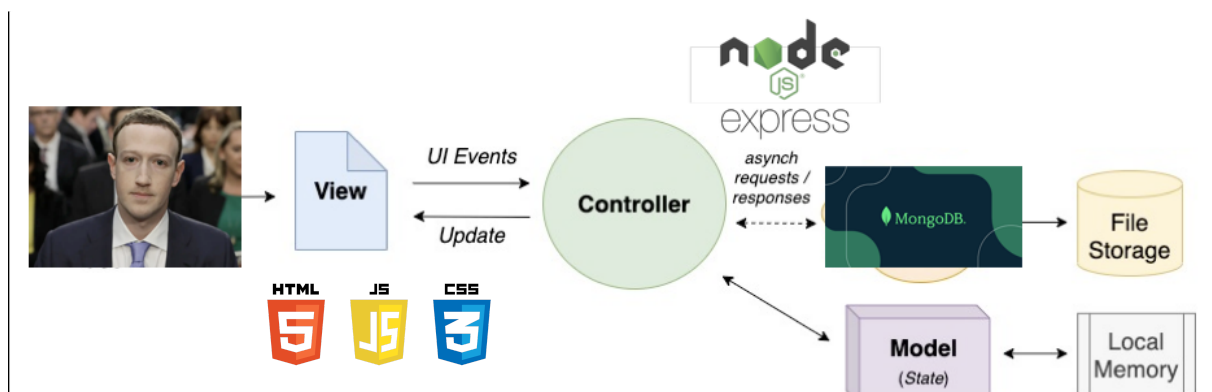 node
JS
express
UI Events
View
Update
Controller
asynch
requests /
responses
MongoDB.
File
Storage
HTML
5
JS
JS
CSS
3
Model
(State)
Local
Memory